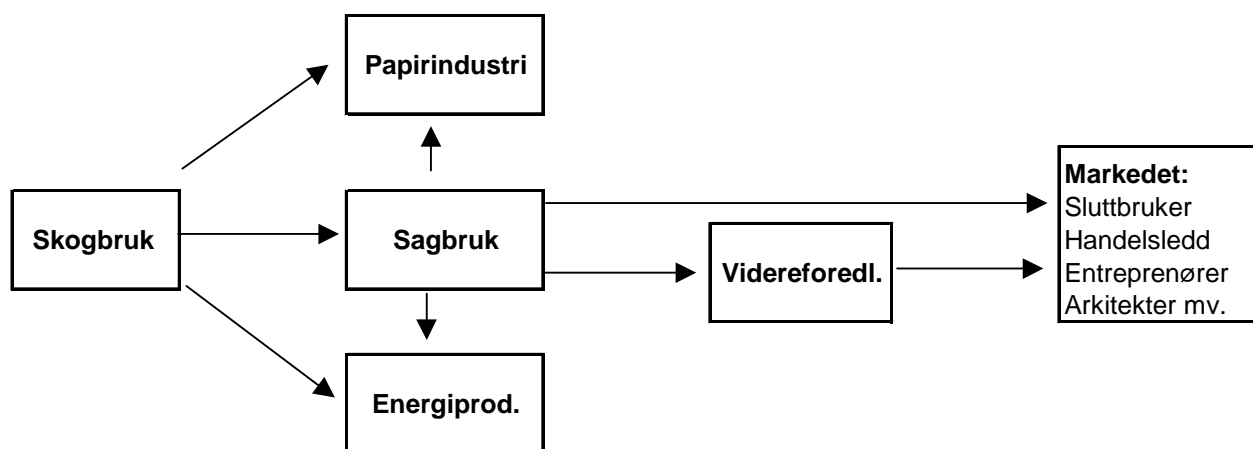 Papirindustri
Skogbruk
Sagbruk
Videreforedl.
Markedet:
Sluttbruker
Handelsledd
Entreprenører
Arkitekter mv.
Energiprod.